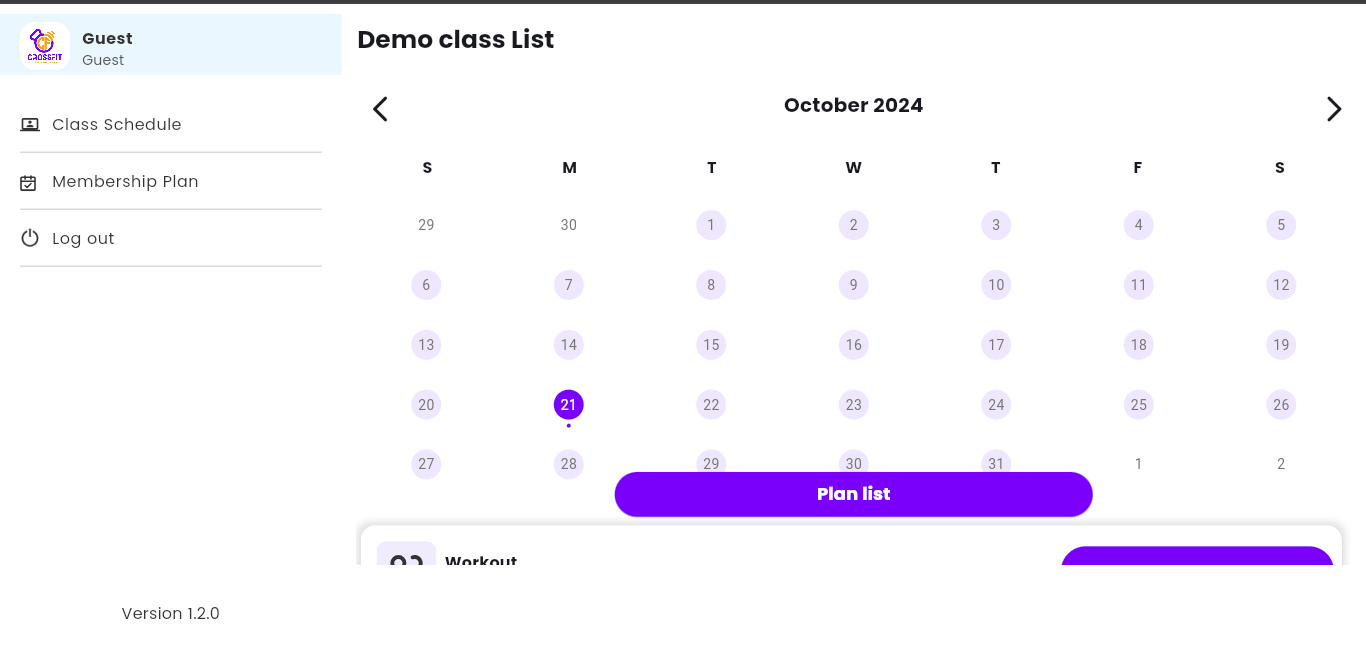 Guest
Guest
CROSSFIT
Class Schedule
Membership Plan
Log out
Version 1.2.0
Demo class List
October 2024
S M T W T F S
29 30 1 2 3 4 5
6 7 8 9 10 11 12
13 14 15 16 17 18 19
20 21 22 23 24 25 26
27 28 29 30 31 1 2
Plan list
Workout